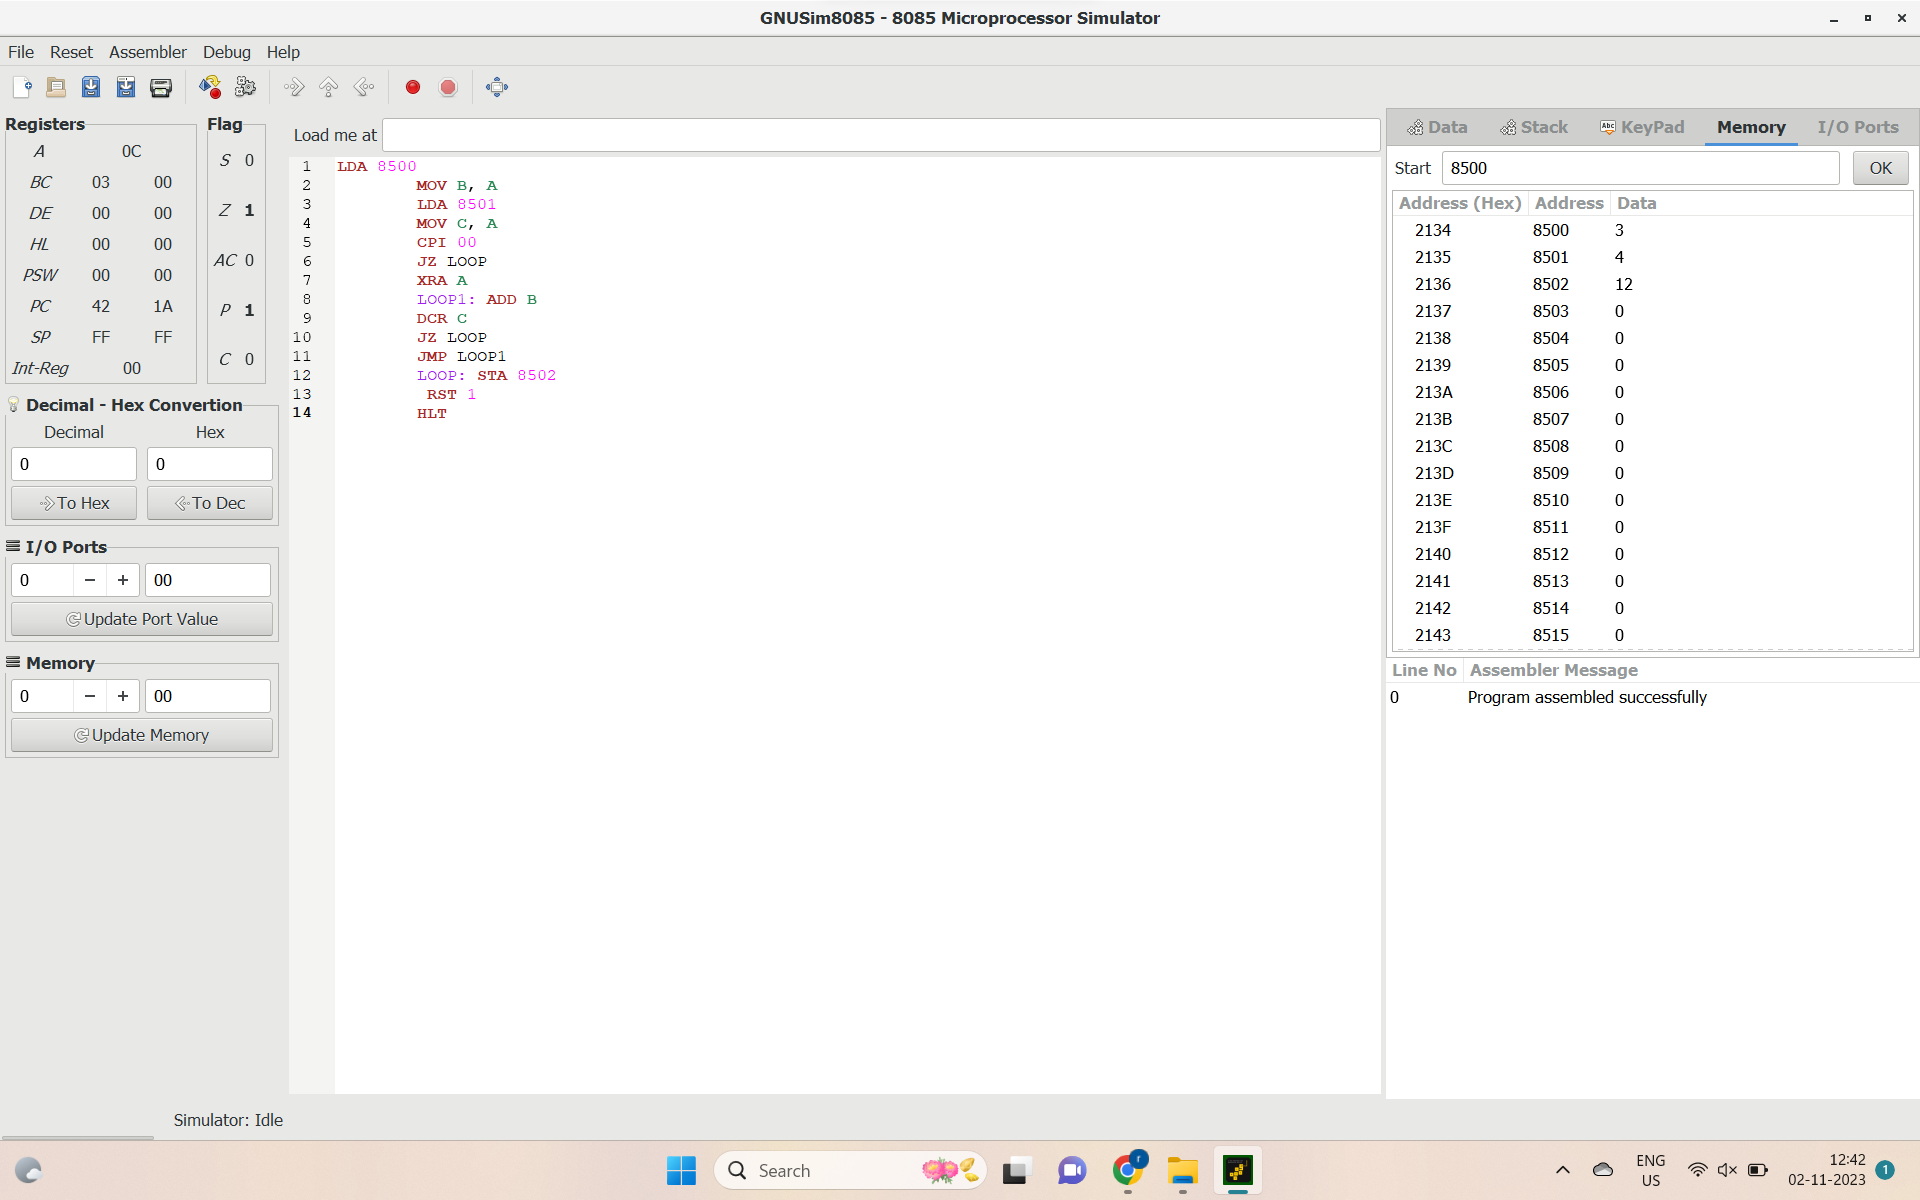 GNUSim8085 - 8085 Microprocessor Simulator
File Reset Assembler Debug Help
Registers
A 0C
BC 03 00
DE 00 00
HL 00 00
PSW 00 00
PC 42 1A
SP FF FF
Int-Reg 00
Flag
S 0
Z 1
AC 0
P 1
C 0
Decimal - Hex Convertion
Decimal Hex
0 0
To Hex To Dec
I/O Ports
0 − + 00
Update Port Value
Memory
0 − + 00
Update Memory
Load me at
1 LDA 8500
2 MOV B, A
3 LDA 8501
4 MOV C, A
5 CPI 00
6 JZ LOOP
7 XRA A
8 LOOP1: ADD B
9 DCR C
10 JZ LOOP
11 JMP LOOP1
12 LOOP: STA 8502
13 RST 1
14 HLT
Data Stack Abc KeyPad Memory I/O Ports
Start 8500 OK
Address (Hex) Address Data
2134 8500 3
2135 8501 4
2136 8502 12
2137 8503 0
2138 8504 0
2139 8505 0
213A 8506 0
213B 8507 0
213C 8508 0
213D 8509 0
213E 8510 0
213F 8511 0
2140 8512 0
2141 8513 0
2142 8514 0
2143 8515 0
Line No Assembler Message
0 Program assembled successfully
Simulator: Idle
Search
r
ENG
US
12:42
02-11-2023
1